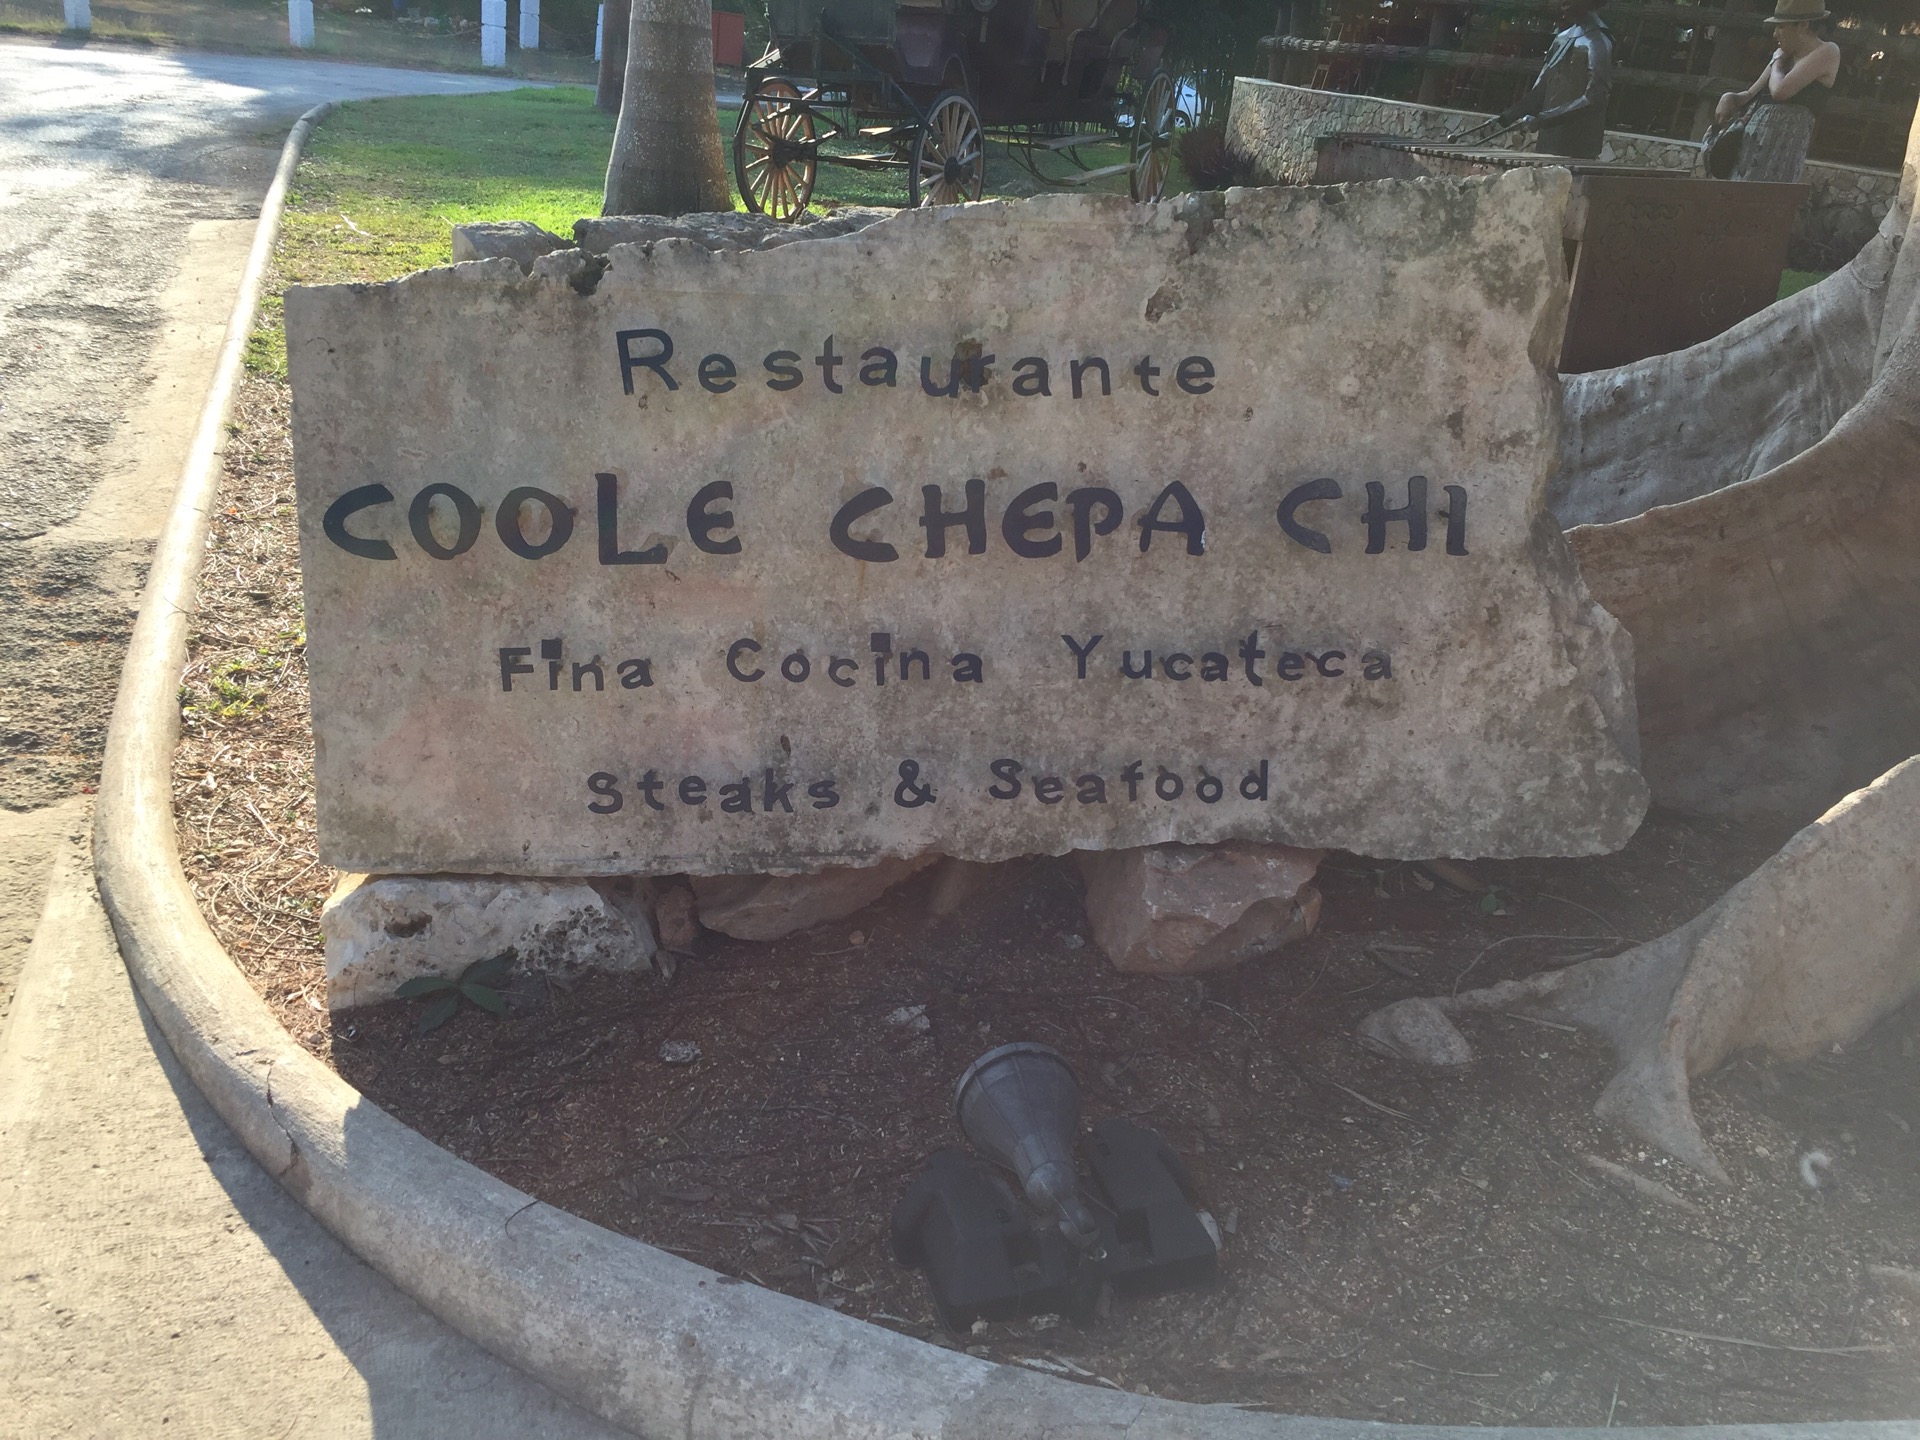 Restaurante
COOLE CHEPA CHI
Fina Cocina Yucateca
Steaks & Seafood